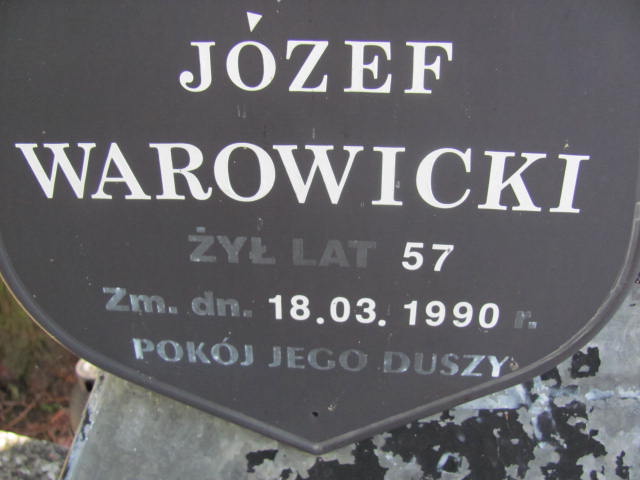 JÓZEF
WAROWICKI
ŻYŁ LAT 57
Zm. dn. 18.03.1990 r.
POKÓJ JEGO DUSZY